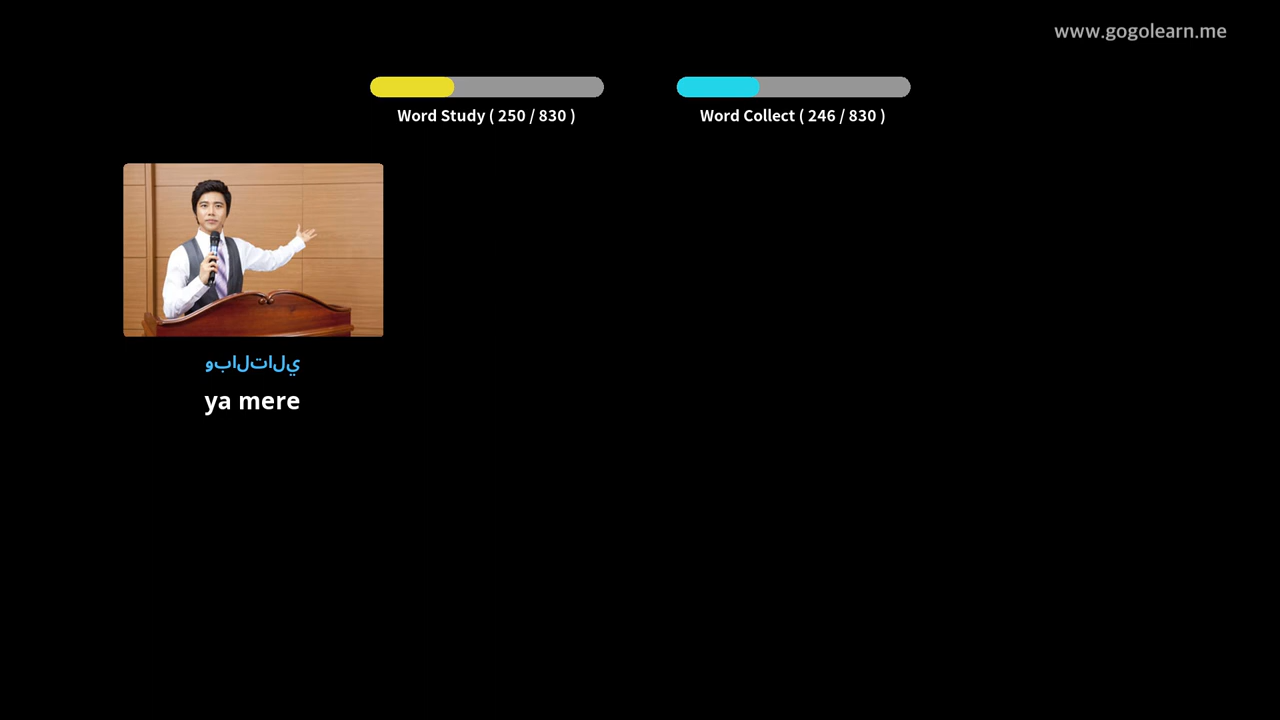 www.gogolearn.me
Word Study ( 250 / 830 )
Word Collect ( 246 / 830 )
وبالتالي
ya mere